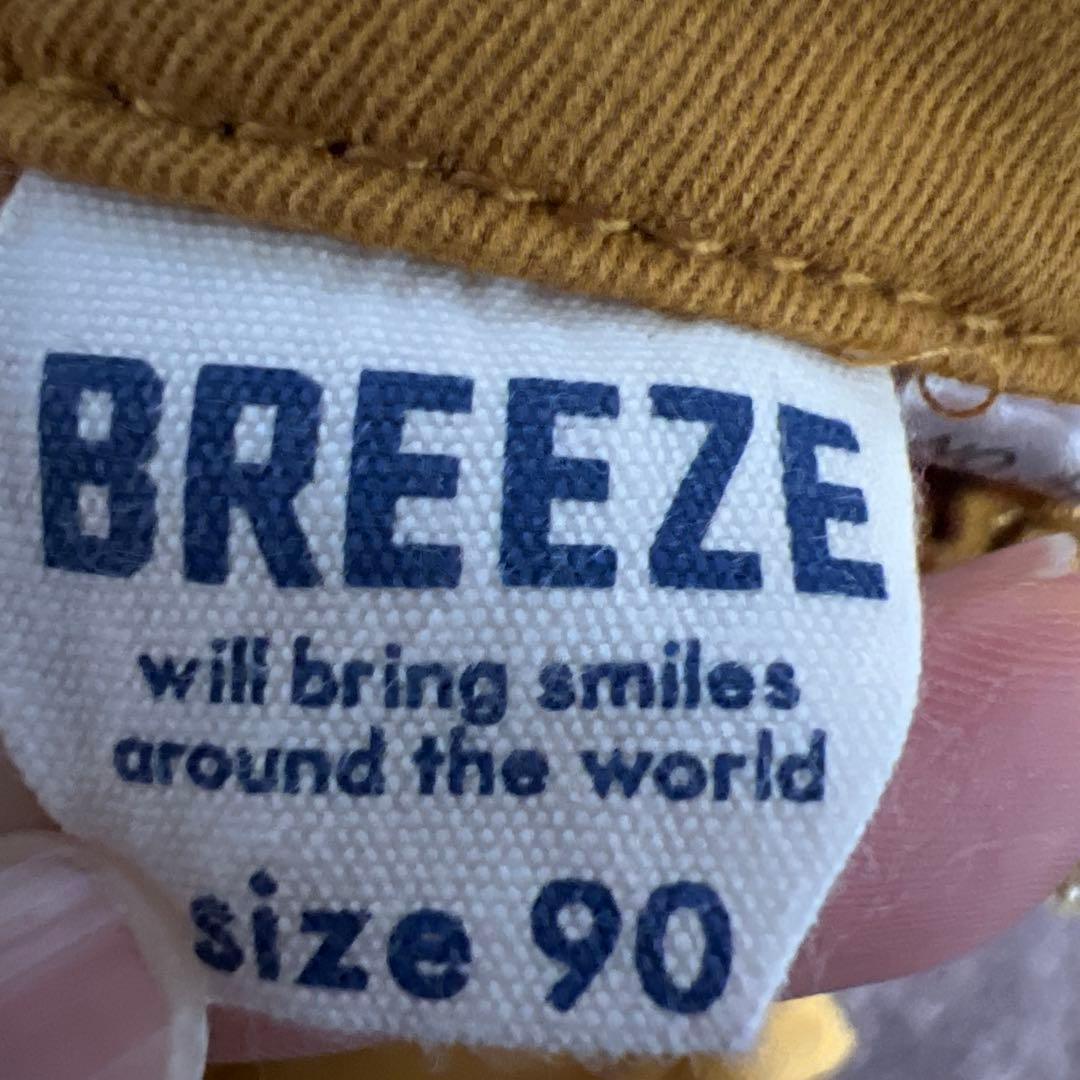 BREEZE
will bring smiles
around the world
size 90